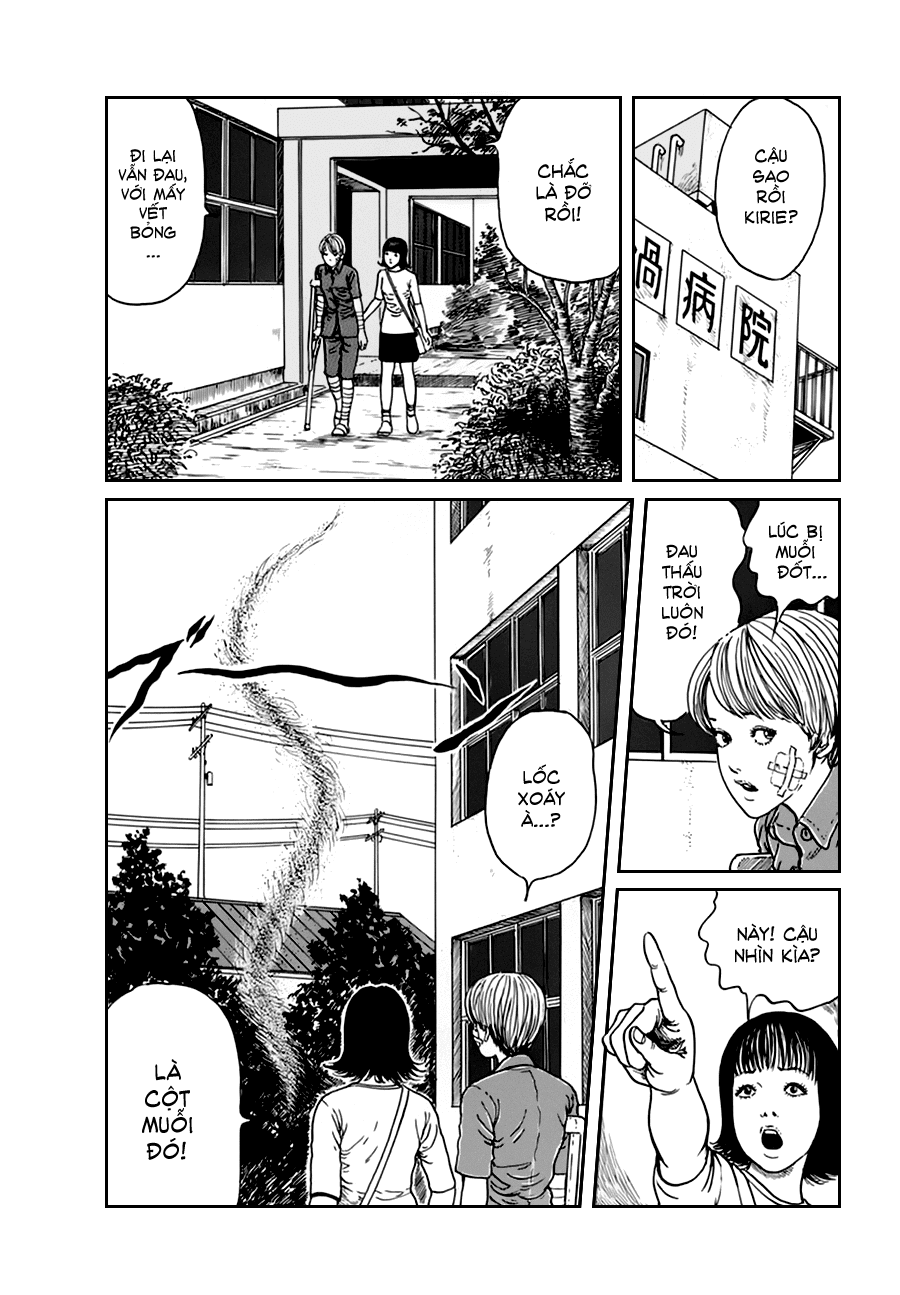 CẬU
SAO
RỒI
KIRIE?
渦病院
CHẮC
LÀ ĐỠ
RỒI!
ĐI LẠI
VẪN ĐAU,
VỚI MẤY
VẾT
BỎNG
...
LÚC BỊ
MUỖI
ĐỐT...
ĐAU
THẤU
TRỜI
LUÔN
ĐÓ!
NÀY! CẬU
NHÌN KÌA?
LỐC
XOÁY
À...?
LÀ
CỘT
MUỖI
ĐÓ!